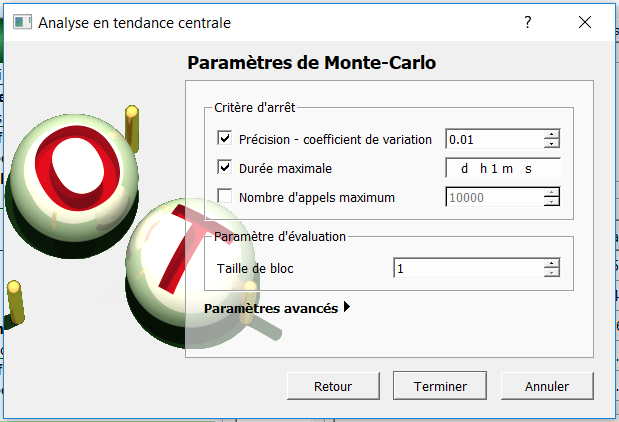 Analyse en tendance centrale
Paramètres de Monte-Carlo
Critère d'arrêt
Précision - coefficient de variation 0.01
Durée maximale d h 1 m s
Nombre d'appels maximum 10000
Paramètre d'évaluation
Taille de bloc 1
Paramètres avancés
Retour Terminer Annuler